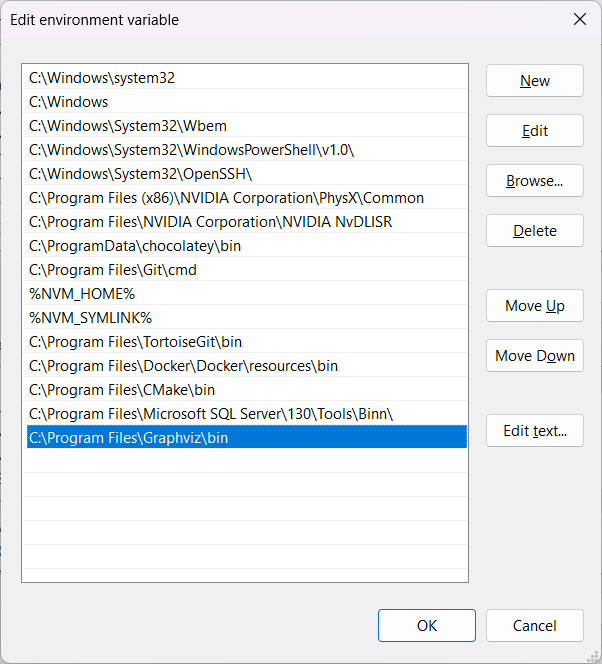 Edit environment variable
C:\Windows\system32
C:\Windows
C:\Windows\System32\Wbem
C:\Windows\System32\WindowsPowerShell\v1.0\
C:\Windows\System32\OpenSSH\
C:\Program Files (x86)\NVIDIA Corporation\PhysX\Common
C:\Program Files\NVIDIA Corporation\NVIDIA NvDLISR
C:\ProgramData\chocolatey\bin
C:\Program Files\Git\cmd
%NVM_HOME%
%NVM_SYMLINK%
C:\Program Files\TortoiseGit\bin
C:\Program Files\Docker\Docker\resources\bin
C:\Program Files\CMake\bin
C:\Program Files\Microsoft SQL Server\130\Tools\Binn\
C:\Program Files\Graphviz\bin
New
Edit
Browse...
Delete
Move Up
Move Down
Edit text...
OK
Cancel